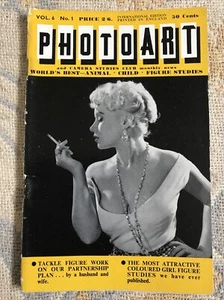 VOL. 6 No. 1 PRICE 2/6. INTERNATIONAL EDITION
PRINTED IN ENGLAND 50 Cents
PHOTOART
and CAMERA STUDIES CLUB monthly news
WORLD'S BEST—ANIMAL · CHILD · FIGURE STUDIES
● TACKLE FIGURE WORK
ON OUR PARTNERSHIP
PLAN . . . by a husband and
wife.
● THE MOST ATTRACTIVE
COLOURED GIRL FIGURE
STUDIES we have ever
published.